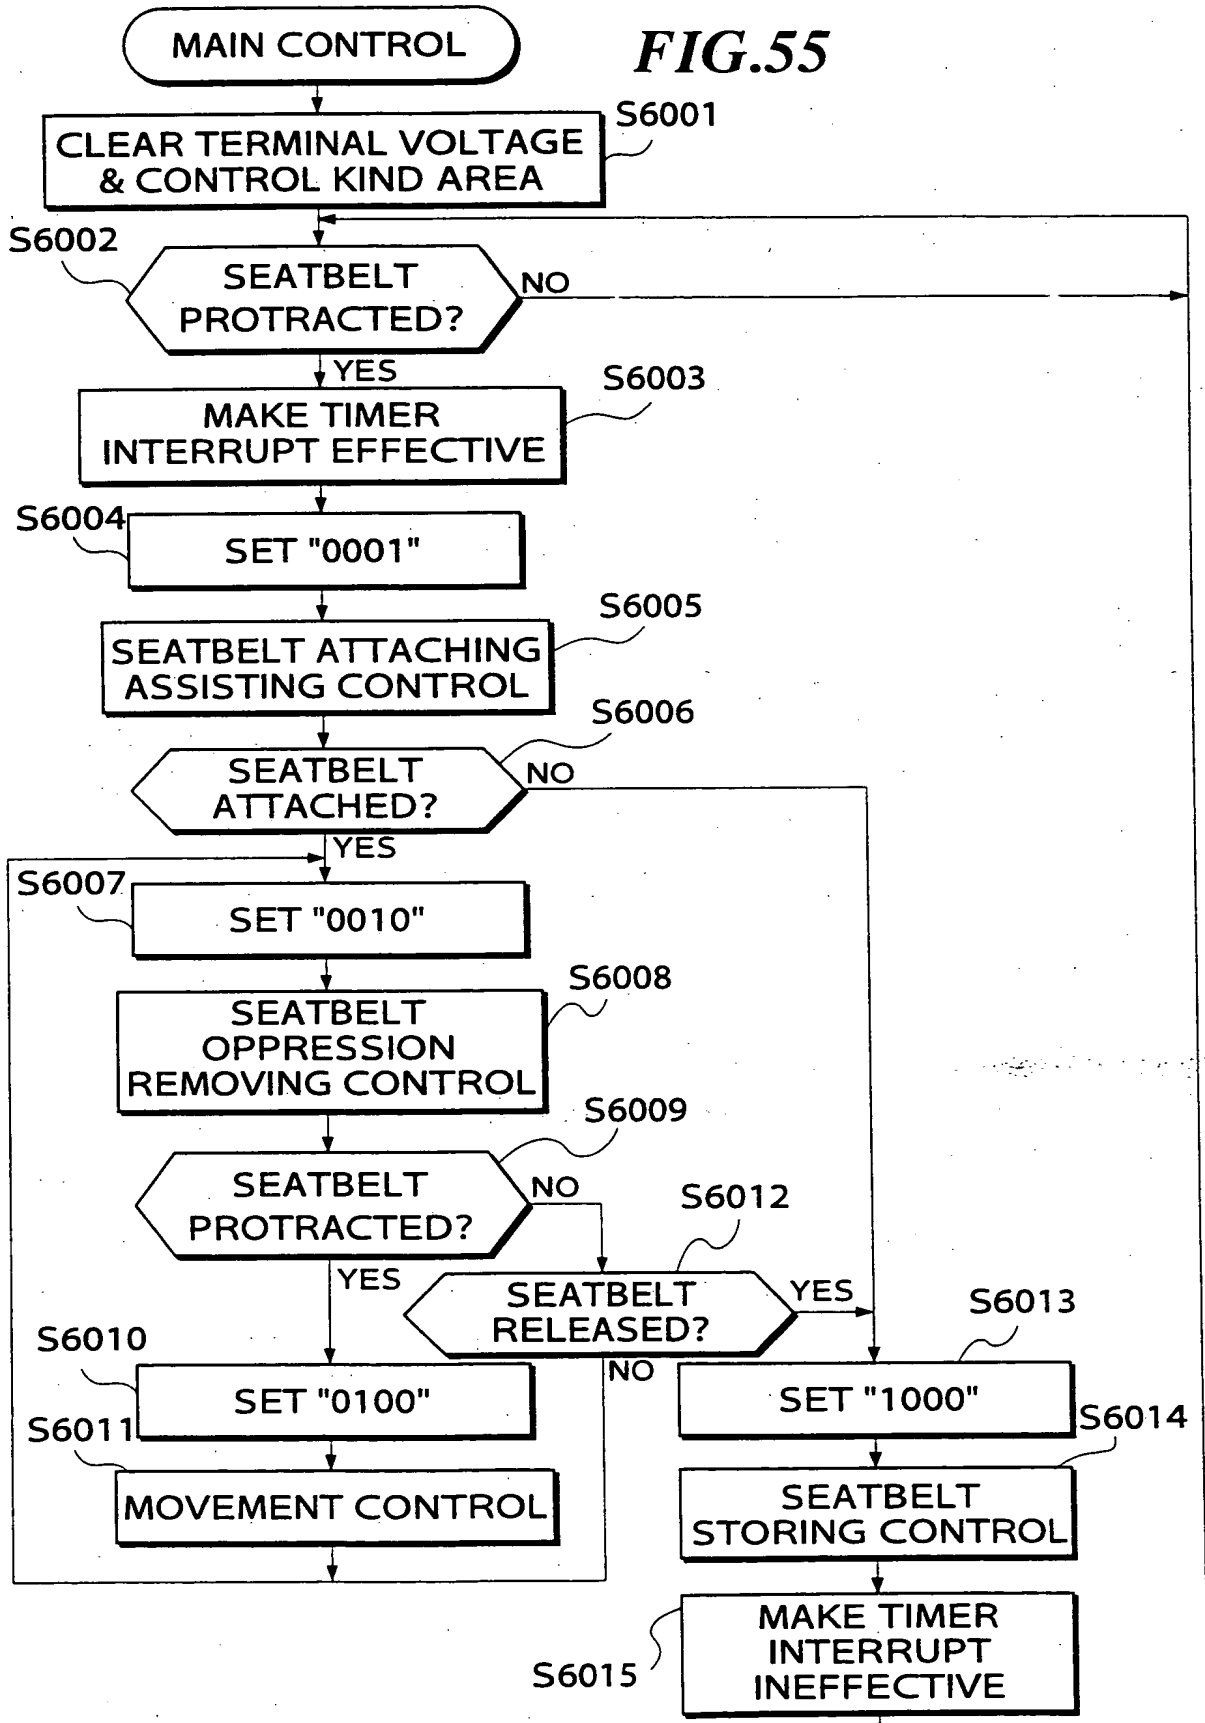 MAIN CONTROL
FIG.55
S6001
CLEAR TERMINAL VOLTAGE
& CONTROL KIND AREA
S6002
SEATBELT
PROTRACTED?
NO
YES
S6003
MAKE TIMER
INTERRUPT EFFECTIVE
S6004
SET "0001"
S6005
SEATBELT ATTACHING
ASSISTING CONTROL
S6006
SEATBELT
ATTACHED?
NO
YES
S6007
SET "0010"
S6008
SEATBELT
OPPRESSION
REMOVING CONTROL
S6009
SEATBELT
PROTRACTED?
NO
YES
S6012
SEATBELT
RELEASED?
YES
NO
S6010
SET "0100"
S6011
MOVEMENT CONTROL
S6013
SET "1000"
S6014
SEATBELT
STORING CONTROL
S6015
MAKE TIMER
INTERRUPT
INEFFECTIVE